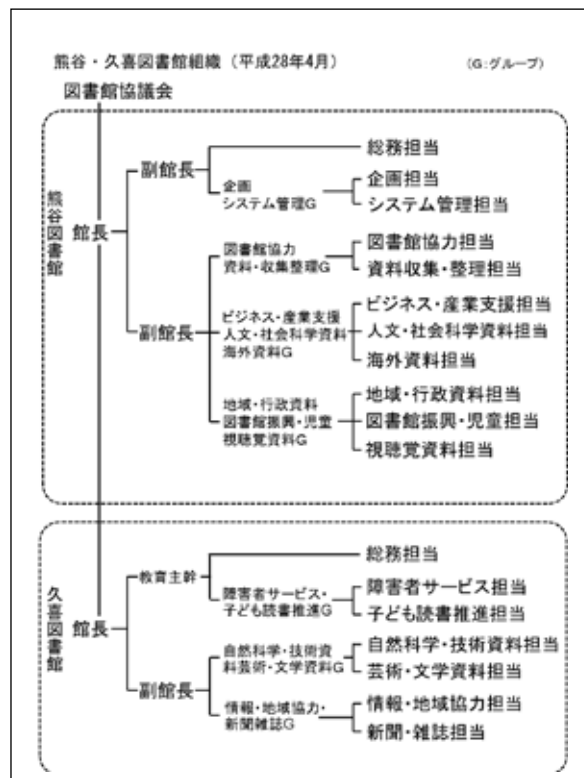 熊谷・久喜図書館組織（平成28年4月）
（G:グループ）
図書館協議会
熊谷図書館
館長
副館長
総務担当
企画
システム管理G
企画担当
システム管理担当
副館長
図書館協力
資料・収集整理G
図書館協力担当
資料収集・整理担当
ビジネス・産業支援
人文・社会科学資料
海外資料G
ビジネス・産業支援担当
人文・社会科学資料担当
海外資料担当
地域・行政資料
図書館振興・児童
視聴覚資料G
地域・行政資料担当
図書館振興・児童担当
視聴覚資料担当
久喜図書館
館長
教育主幹
総務担当
障害者サービス・
子ども読書推進G
障害者サービス担当
子ども読書推進担当
副館長
自然科学・技術資
料芸術・文学資料G
自然科学・技術資料担当
芸術・文学資料担当
情報・地域協力・
新聞雑誌G
情報・地域協力担当
新聞・雑誌担当